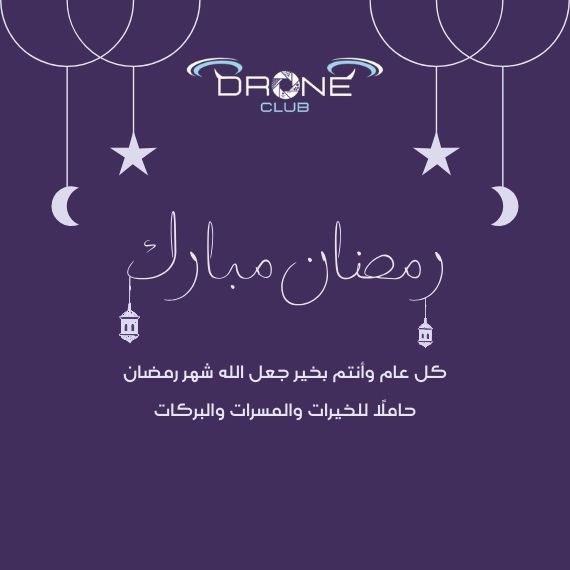 DRONE
CLUB
رمضان مبارك
كل عام وأنتم بخير جعل الله شهر رمضان
حاملًا للخيرات والمسرات والبركات